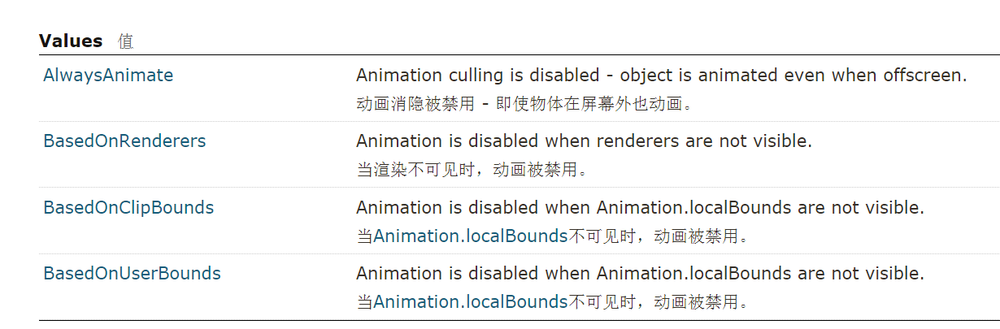 Values 值
AlwaysAnimate Animation culling is disabled - object is animated even when offscreen.
动画消隐被禁用 - 即使物体在屏幕外也动画。
BasedOnRenderers Animation is disabled when renderers are not visible.
当渲染不可见时，动画被禁用。
BasedOnClipBounds Animation is disabled when Animation.localBounds are not visible.
当Animation.localBounds不可见时，动画被禁用。
BasedOnUserBounds Animation is disabled when Animation.localBounds are not visible.
当Animation.localBounds不可见时，动画被禁用。